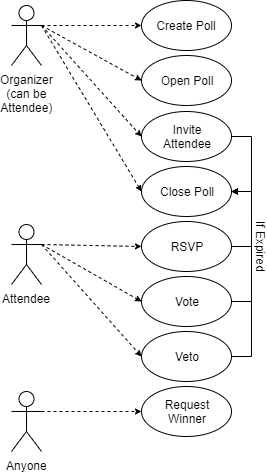 Create Poll
Organizer
(can be
Attendee)
Open Poll
Invite
Attendee
Close Poll
If Expired
RSVP
Attendee
Vote
Veto
Anyone
Request
Winner